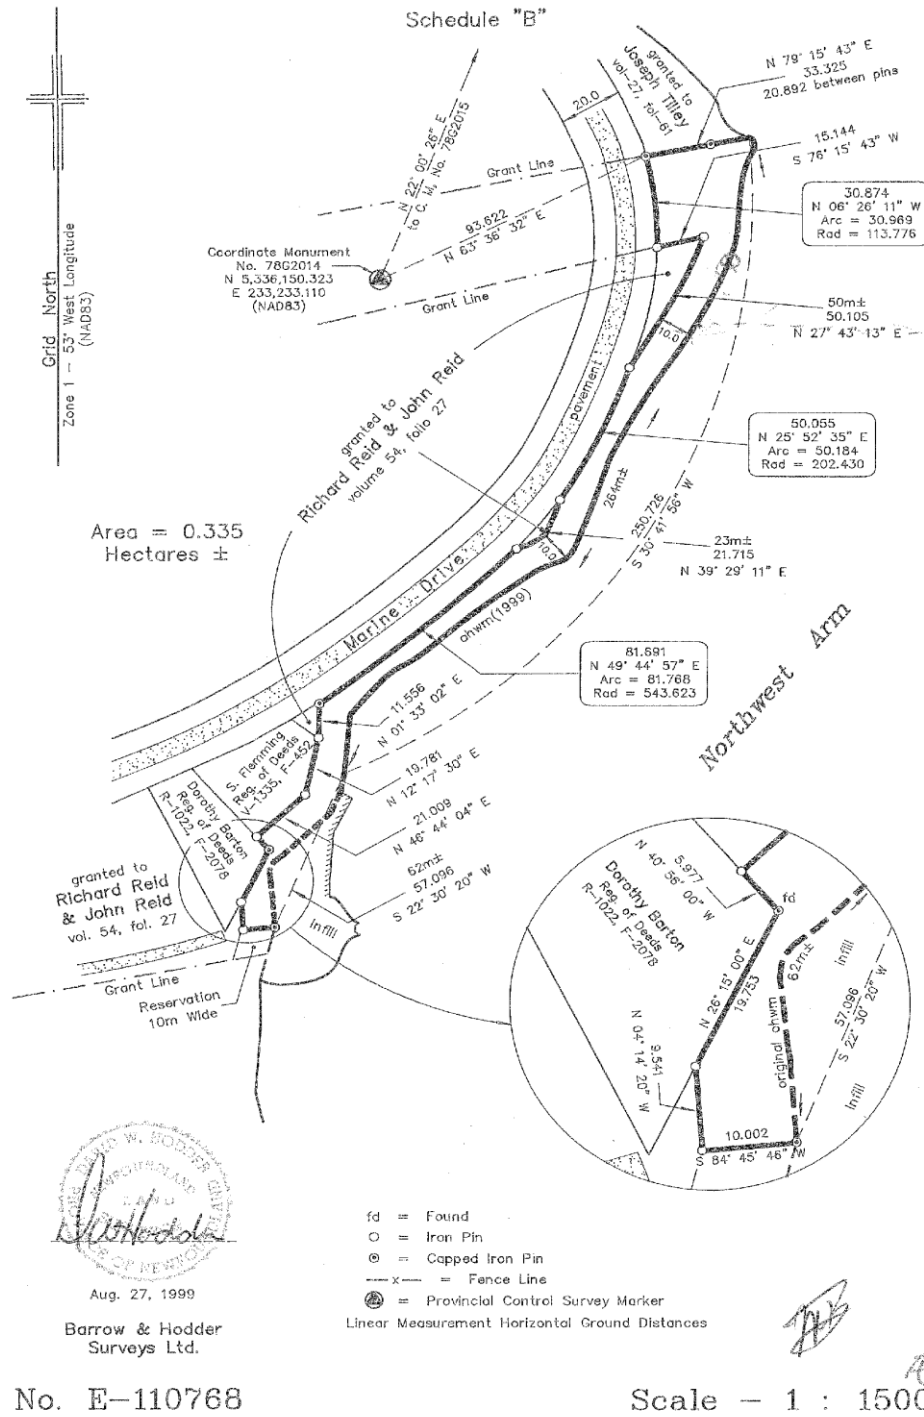 Schedule "B"
Grid North
Zone 1 - 53° West Longitude
(NAD83)
N 22° 00' 26" E
to C. M. No. 78G2015
20.0
granted to
Joseph Tilley
vol-27, fol-61
N 79° 15' 43" E
33.325
20.892 between pins
15.144
S 76° 15' 43" W
Grant Line
93.622
N 63° 36' 32" E
30.874
N 06° 26' 11" W
Arc = 30.969
Rad = 113.776
Coordinate Monument
No. 78G2014
N 5,336,150.323
E 233,233.110
(NAD83)
Grant Line
50m±
50.105
N 27° 43' 13" E
10.0
granted to
Richard Reid & John Reid
volume 54, folio 27
pavement
50.055
N 25° 52' 35" E
Arc = 50.184
Rad = 202.430
264m±
250.726
S 30° 41' 56" W
Area = 0.335
Hectares ±
23m±
21.715
N 39° 29' 11" E
10.0
Marine Drive
ohwm(1999)
81.691
N 49° 44' 57" E
Arc = 81.768
Rad = 543.623
Northwest Arm
11.556
N 01° 33' 02" E
S. Flemming
Reg. of Deeds
V-1335, F-452
19.781
N 12° 17' 30" E
Dorothy Barton
Reg. of Deeds
R-1022, F-2078
21.009
N 46° 44' 04" E
62m±
57.096
S 22° 30' 20" W
granted to
Richard Reid
& John Reid
vol. 54, fol. 27
Infill
Grant Line
Reservation
10m Wide
N 40° 56' 00" W
5.977
fd
Dorothy Barton
Reg. of Deeds
R-1022, F-2078
N 26° 15' 00" E
19.753
62m±
Infill
57.096
S 22° 30' 20" W
original ohwm
9.541
N 04° 14' 20" W
Infill
10.002
S 84° 45' 46" W
DAVID W. HODDER
NEWFOUNDLAND
LAND
OF NEWFOUNDLAND
DWHodder
Aug. 27, 1999
Barrow & Hodder
Surveys Ltd.
fd = Found
= Iron Pin
= Capped Iron Pin
x = Fence Line
= Provincial Control Survey Marker
Linear Measurement Horizontal Ground Distances
No. E-110768
Scale - 1 : 1500